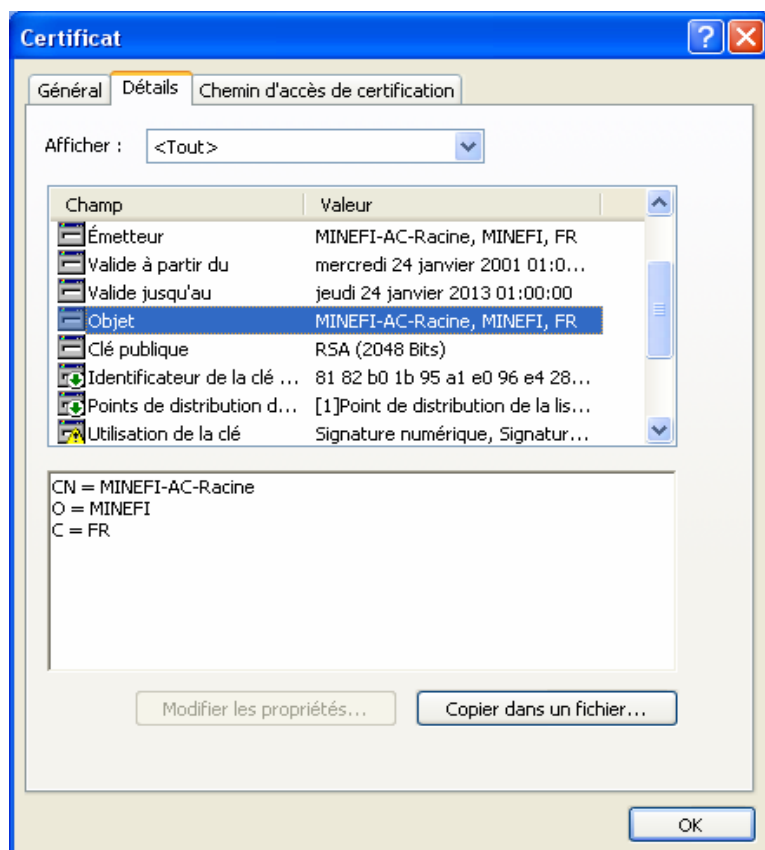 Certificat
Général Détails Chemin d'accès de certification
Afficher : <Tout>
Champ Valeur
Émetteur MINEFI-AC-Racine, MINEFI, FR
Valide à partir du mercredi 24 janvier 2001 01:0...
Valide jusqu'au jeudi 24 janvier 2013 01:00:00
Objet MINEFI-AC-Racine, MINEFI, FR
Clé publique RSA (2048 Bits)
Identificateur de la clé ... 81 82 b0 1b 95 a1 e0 96 e4 28...
Points de distribution d... [1]Point de distribution de la lis...
Utilisation de la clé Signature numérique, Signatur...
CN = MINEFI-AC-Racine
O = MINEFI
C = FR
Modifier les propriétés... Copier dans un fichier...
OK